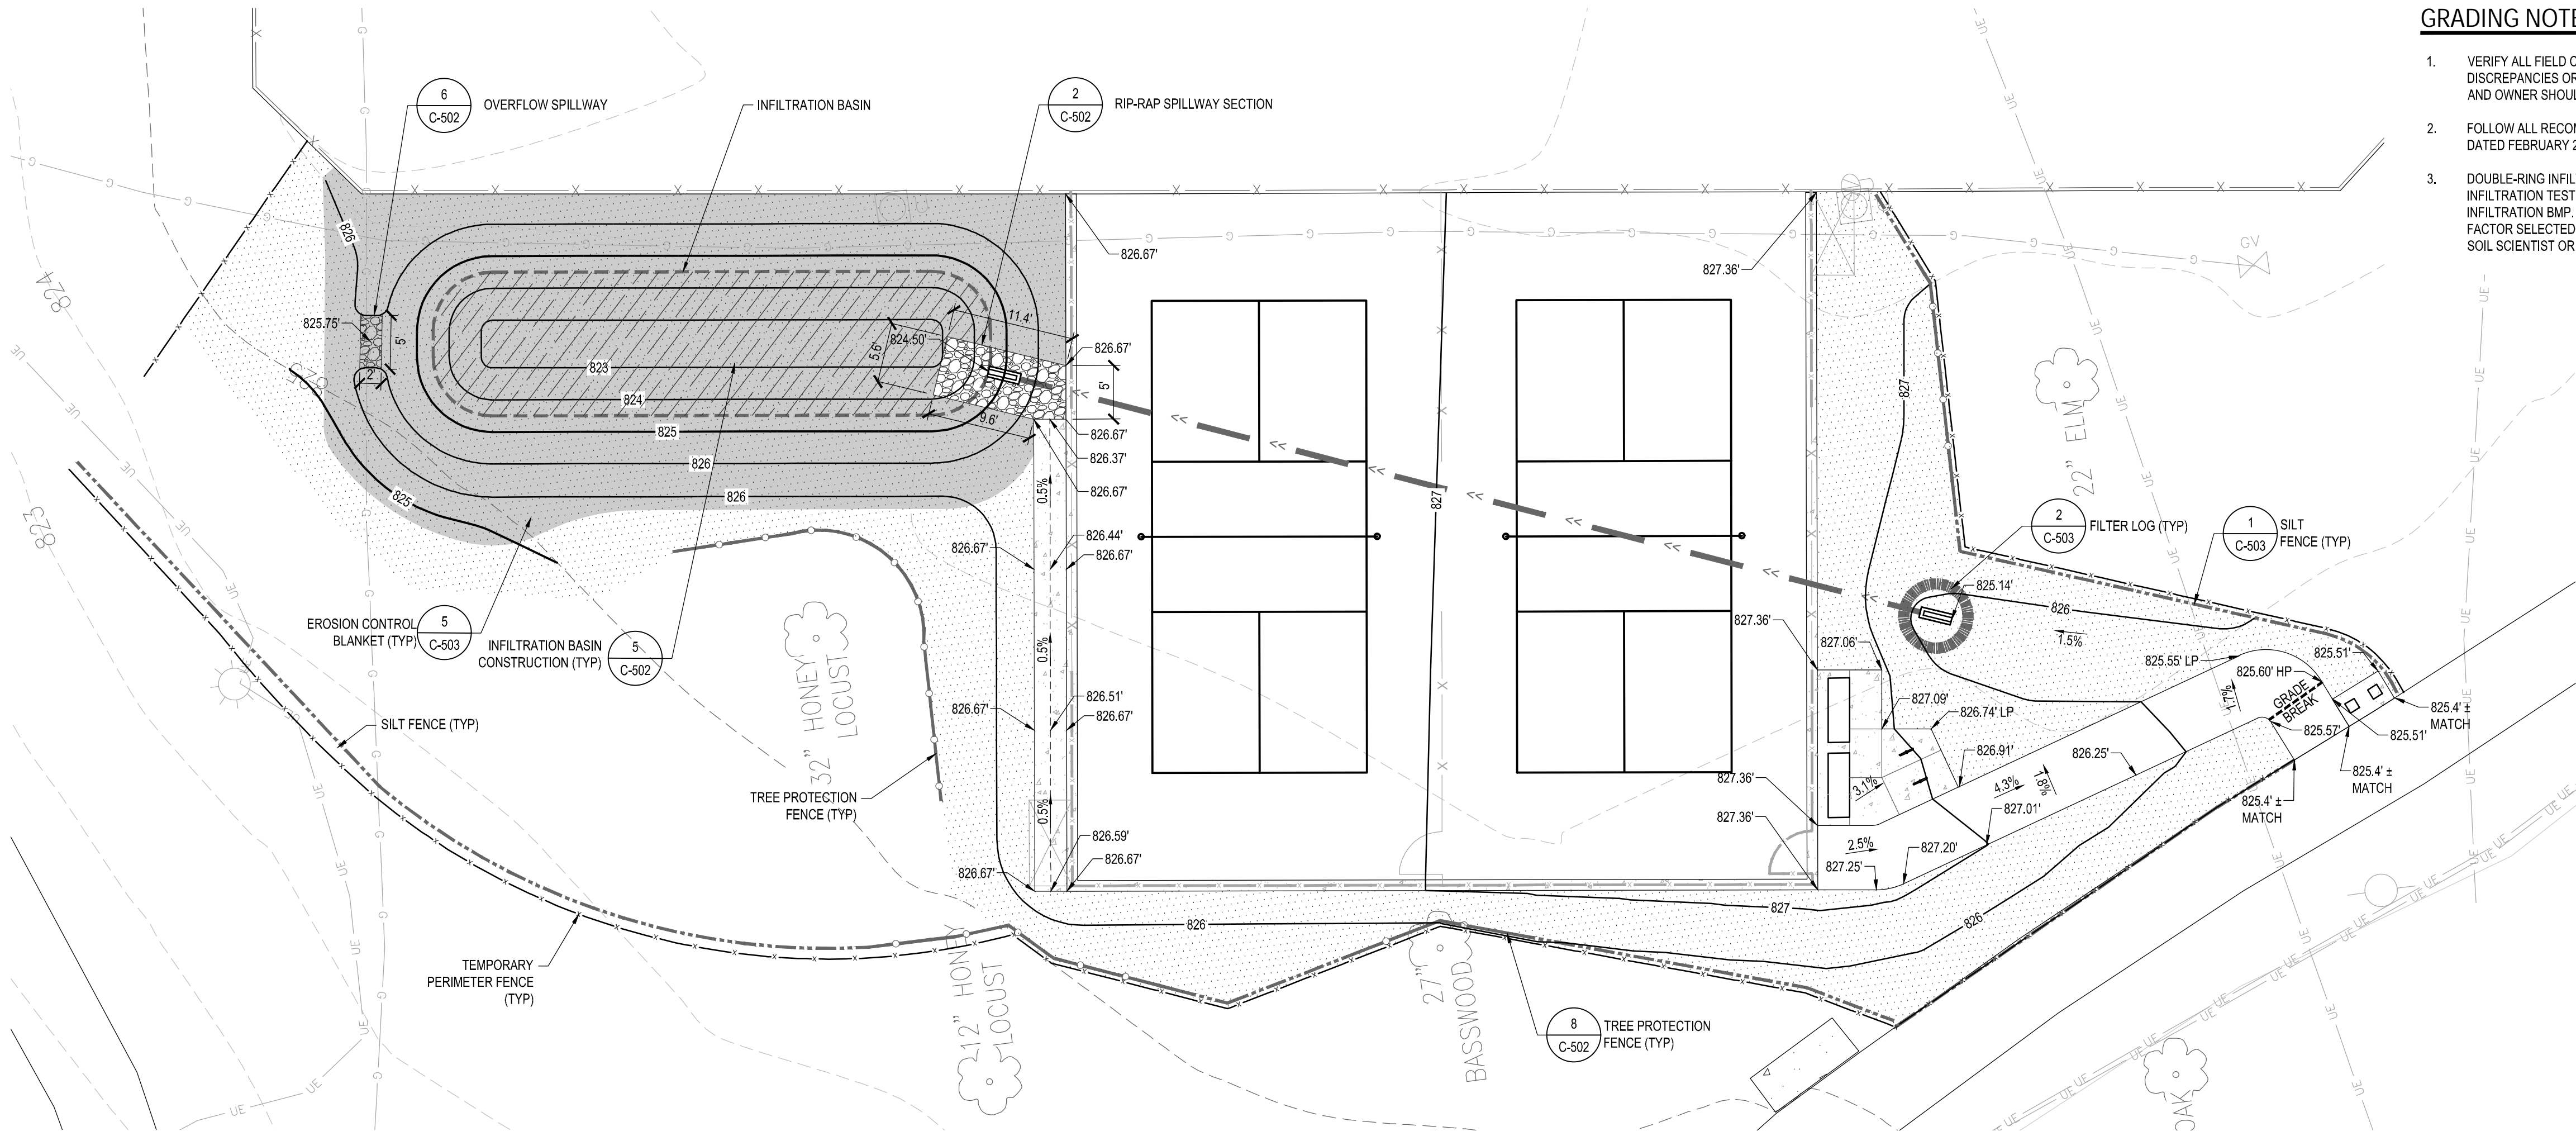 GRADING NOTE
1. VERIFY ALL FIELD
DISCREPANCIES OR
AND OWNER SHOUL
2. FOLLOW ALL RECO
DATED FEBRUARY 2
3. DOUBLE-RING INFIL
INFILTRATION TEST
INFILTRATION BMP.
FACTOR SELECTED
SOIL SCIENTIST OR
6
C-502
OVERFLOW SPILLWAY
INFILTRATION BASIN
2
C-502
RIP-RAP SPILLWAY SECTION
826
825.75'
5'
2'
824
823
823
824
825
826
826
825
824.50'
11.4'
5.6'
9.6'
5'
826.67'
826.67'
826.67'
826.37'
826.67'
0.5%
826.44'
826.67'
826.67'
0.5%
826.51'
826.67'
826.67'
0.5%
826.59'
826.67'
826.67'
EROSION CONTROL
BLANKET (TYP)
5
C-503
INFILTRATION BASIN
CONSTRUCTION (TYP)
5
C-502
SILT FENCE (TYP)
32" HONEY
LOCUST
TREE PROTECTION
FENCE (TYP)
TEMPORARY
PERIMETER FENCE
(TYP)
12" HONEY
LOCUST
27"
BASSWOOD
8
C-502
TREE PROTECTION
FENCE (TYP)
827
826
827
826
827.36'
827
GV
22" ELM
2
C-503
FILTER LOG (TYP)
1
C-503
SILT
FENCE (TYP)
825.14'
826
1.5%
827.36'
827.06'
827.09'
826.74' LP
826.91'
827.36'
3.1%
4.3%
1.8%
826.25'
827.01'
827.36'
2.5%
827.25'
827.20'
825.55' LP
825.60' HP
825.51'
1.7%
GRADE
BREAK
825.57'
825.51'
825.4' ±
MATCH
825.4' ±
MATCH
825.4' ±
MATCH
OAK